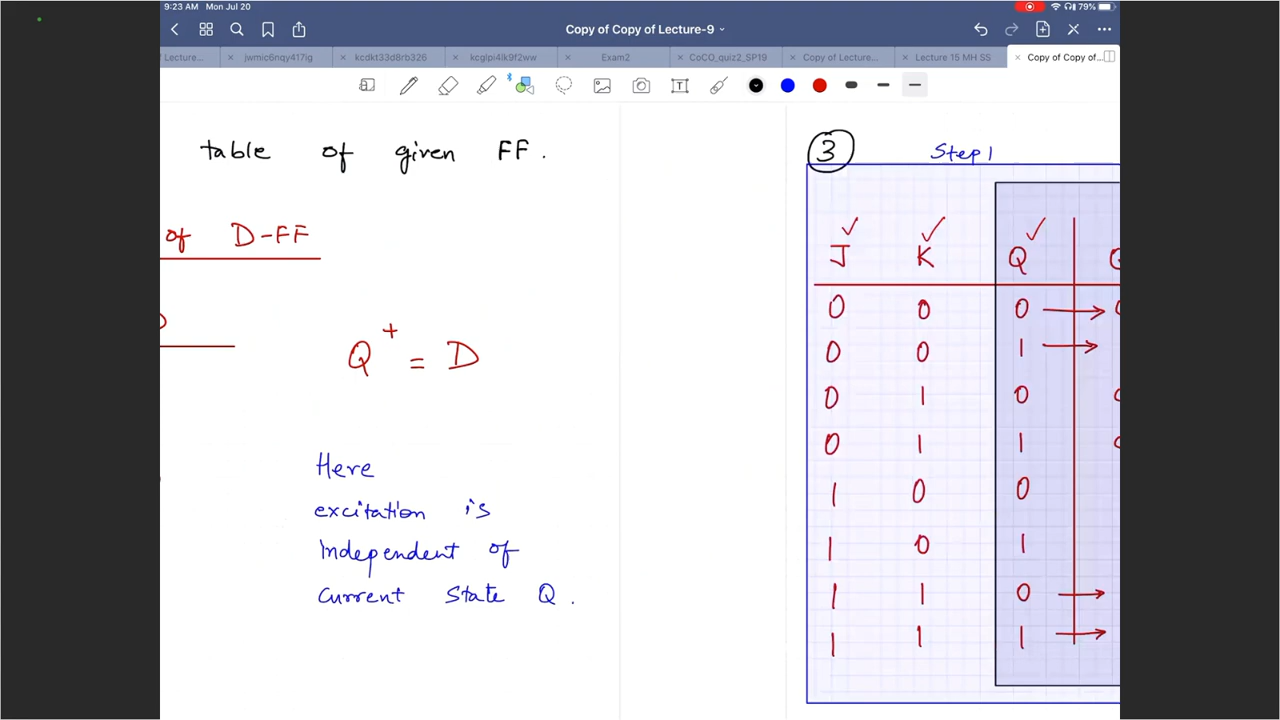 9:23 AM Mon Jul 20
79%
Copy of Copy of Lecture-9
Lecture... jwmic6nqy417ig kcdkt33d8rb326 kcglpi4lk9f2ww Exam2 CoCO_quiz2_SP19 Copy of Lecture... Lecture 15 MH SS Copy of Copy of...
T
table of given FF.
of D-FF
Q+ = D
Here
excitation is
independent of
current state Q.
3 Step 1
J K Q
0 0 0
0 0 1
0 1 0
0 1 1
1 0 0
1 0 1
1 1 0
1 1 1